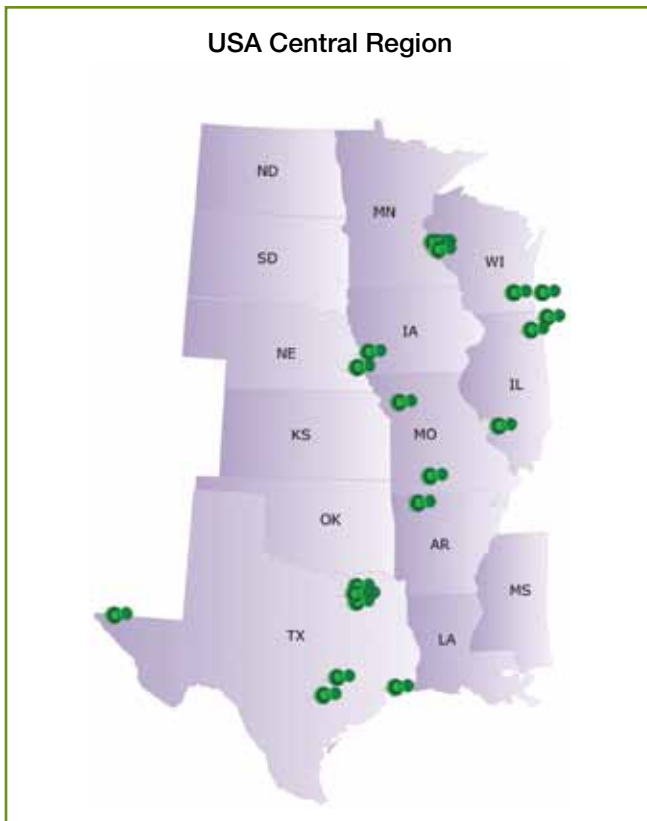 USA Central Region
ND
MN
SD
WI
IA
NE
IL
KS
MO
OK
AR
MS
TX
LA